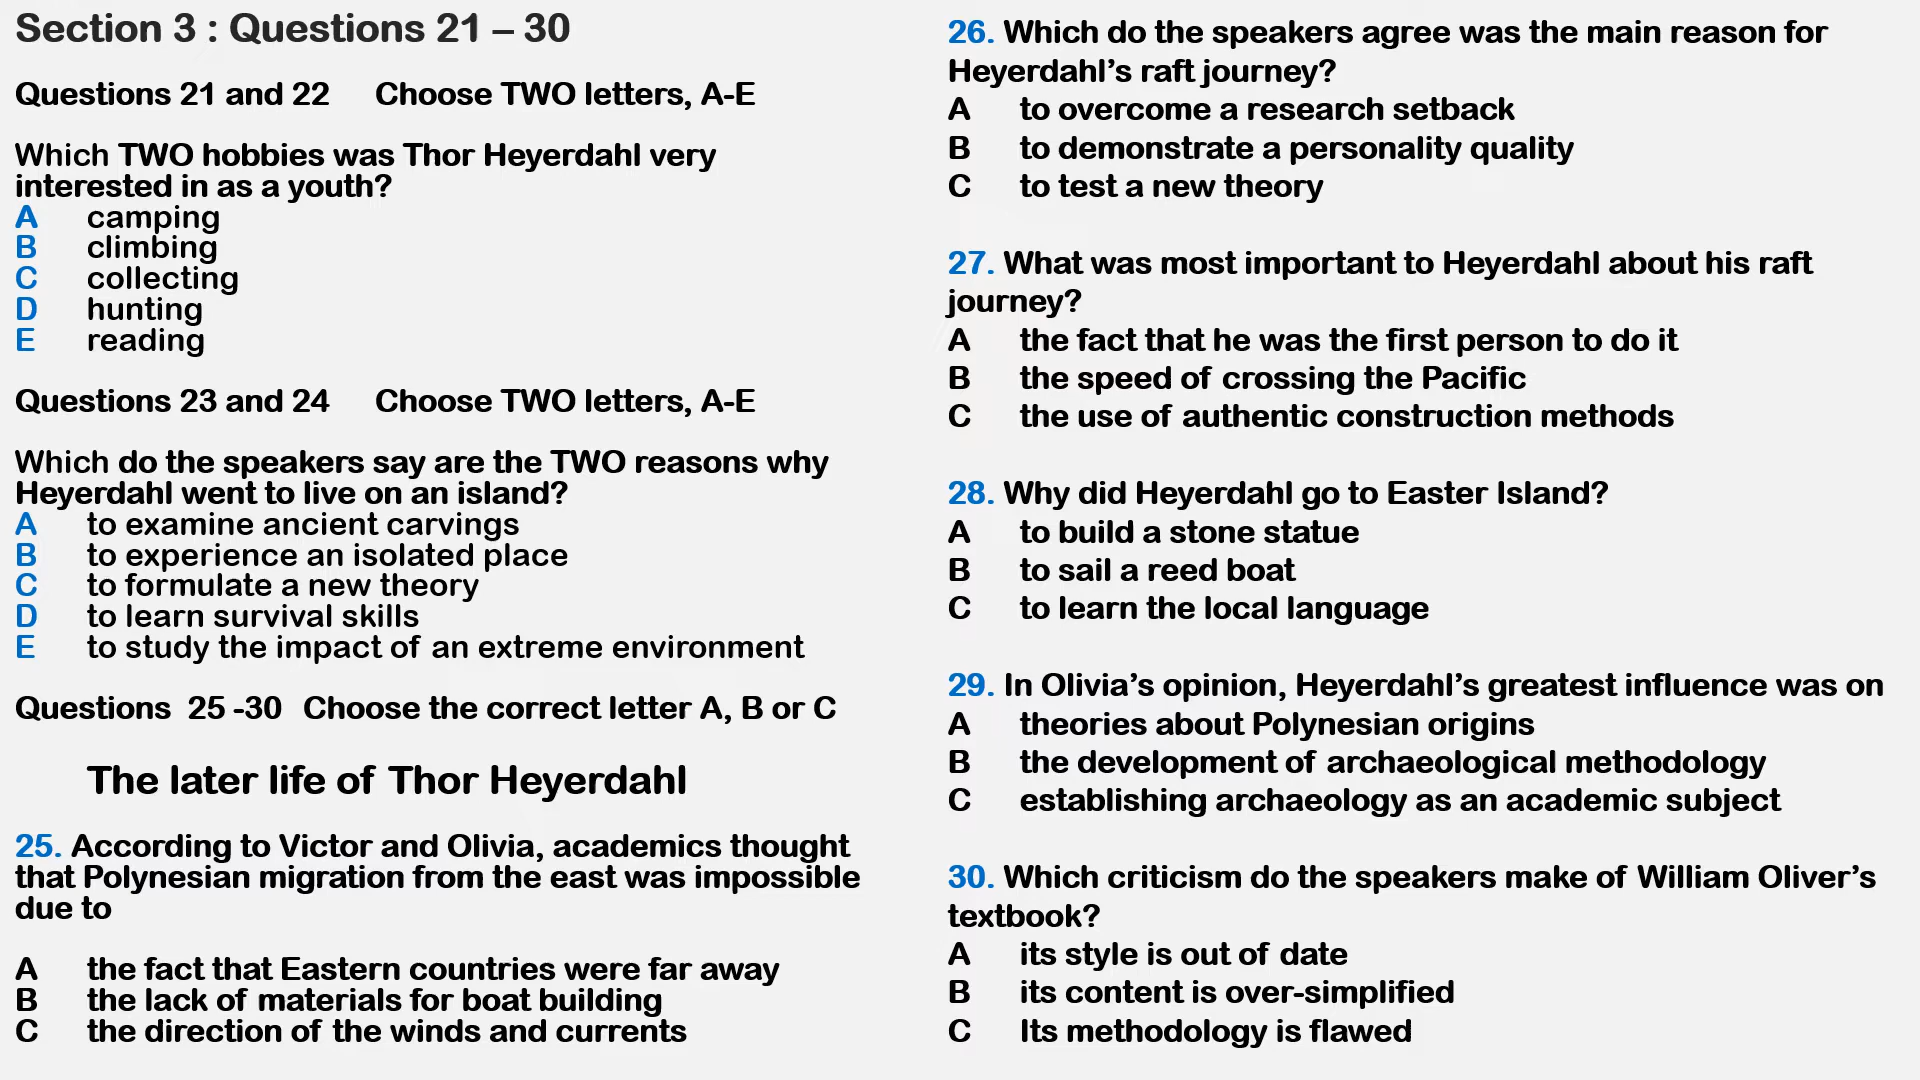 Section 3 : Questions 21 – 30
Questions 21 and 22 Choose TWO letters, A-E
Which TWO hobbies was Thor Heyerdahl very
interested in as a youth?
A camping
B climbing
C collecting
D hunting
E reading
Questions 23 and 24 Choose TWO letters, A-E
Which do the speakers say are the TWO reasons why
Heyerdahl went to live on an island?
A to examine ancient carvings
B to experience an isolated place
C to formulate a new theory
D to learn survival skills
E to study the impact of an extreme environment
Questions 25 -30 Choose the correct letter A, B or C
The later life of Thor Heyerdahl
25. According to Victor and Olivia, academics thought
that Polynesian migration from the east was impossible
due to
A the fact that Eastern countries were far away
B the lack of materials for boat building
C the direction of the winds and currents
26. Which do the speakers agree was the main reason for
Heyerdahl’s raft journey?
A to overcome a research setback
B to demonstrate a personality quality
C to test a new theory
27. What was most important to Heyerdahl about his raft
journey?
A the fact that he was the first person to do it
B the speed of crossing the Pacific
C the use of authentic construction methods
28. Why did Heyerdahl go to Easter Island?
A to build a stone statue
B to sail a reed boat
C to learn the local language
29. In Olivia’s opinion, Heyerdahl’s greatest influence was on
A theories about Polynesian origins
B the development of archaeological methodology
C establishing archaeology as an academic subject
30. Which criticism do the speakers make of William Oliver’s
textbook?
A its style is out of date
B its content is over-simplified
C Its methodology is flawed